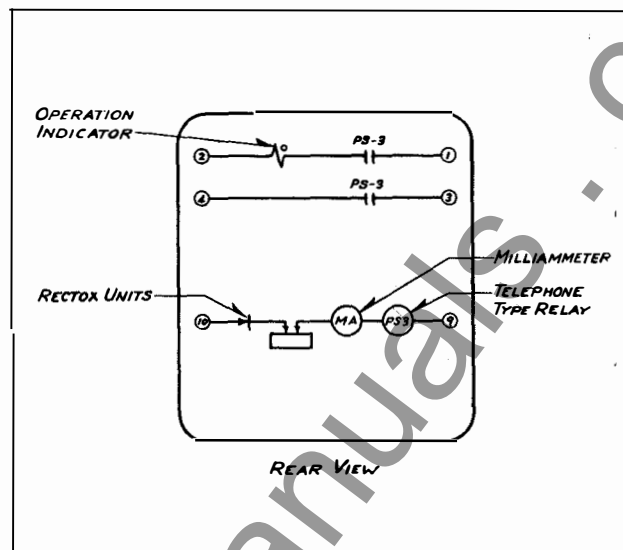 OPERATION
INDICATOR
PS-3
2
1
PS-3
4
3
MILLIAMMETER
RECTOX UNITS
TELEPHONE
TYPE RELAY
10
MA
PS3
9
REAR VIEW
anuals . c